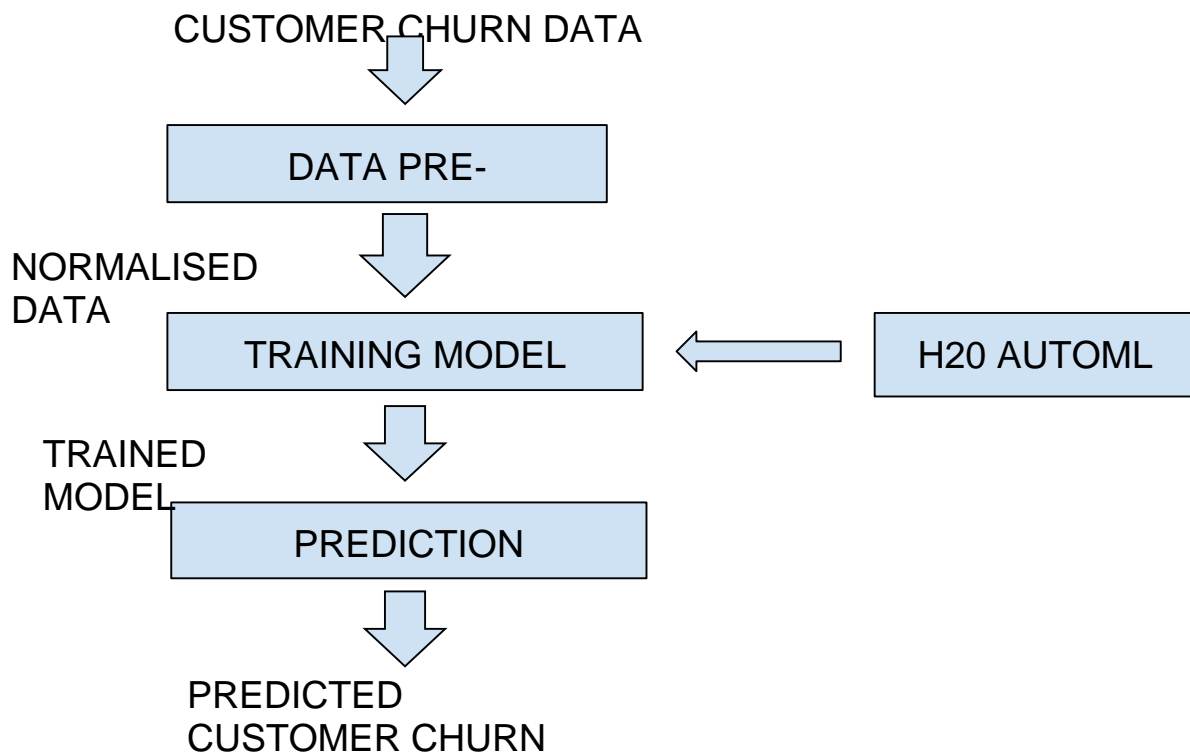 CUSTOMER CHURN DATA
DATA PRE-
NORMALISED
DATA
TRAINING MODEL
H20 AUTOML
TRAINED
MODEL
PREDICTION
PREDICTED
CUSTOMER CHURN